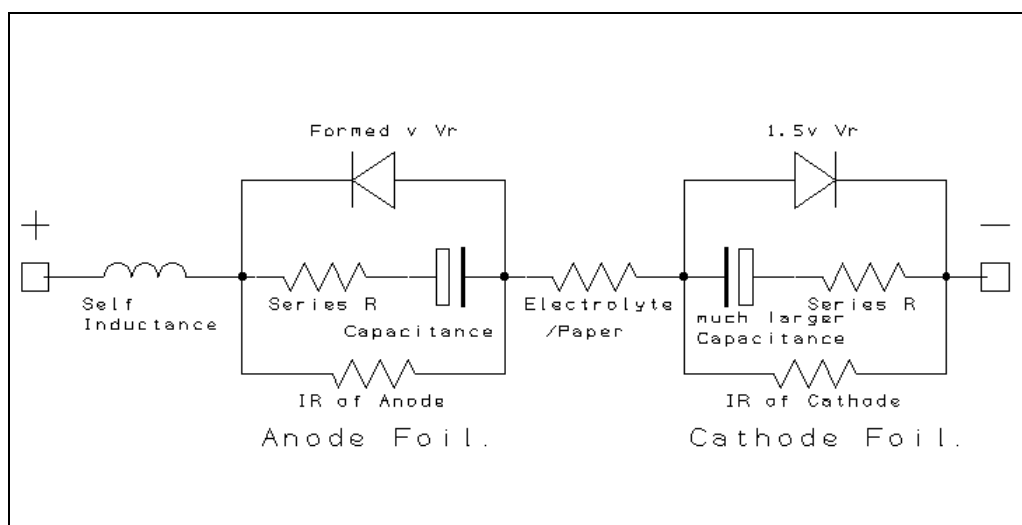 Formed v Vr
1.5v Vr
+
−
Self
Inductance
Series R
Capacitance
Electrolyte
/Paper
much larger
Capacitance
Series R
IR of Anode
IR of Cathode
Anode Foil.
Cathode Foil.